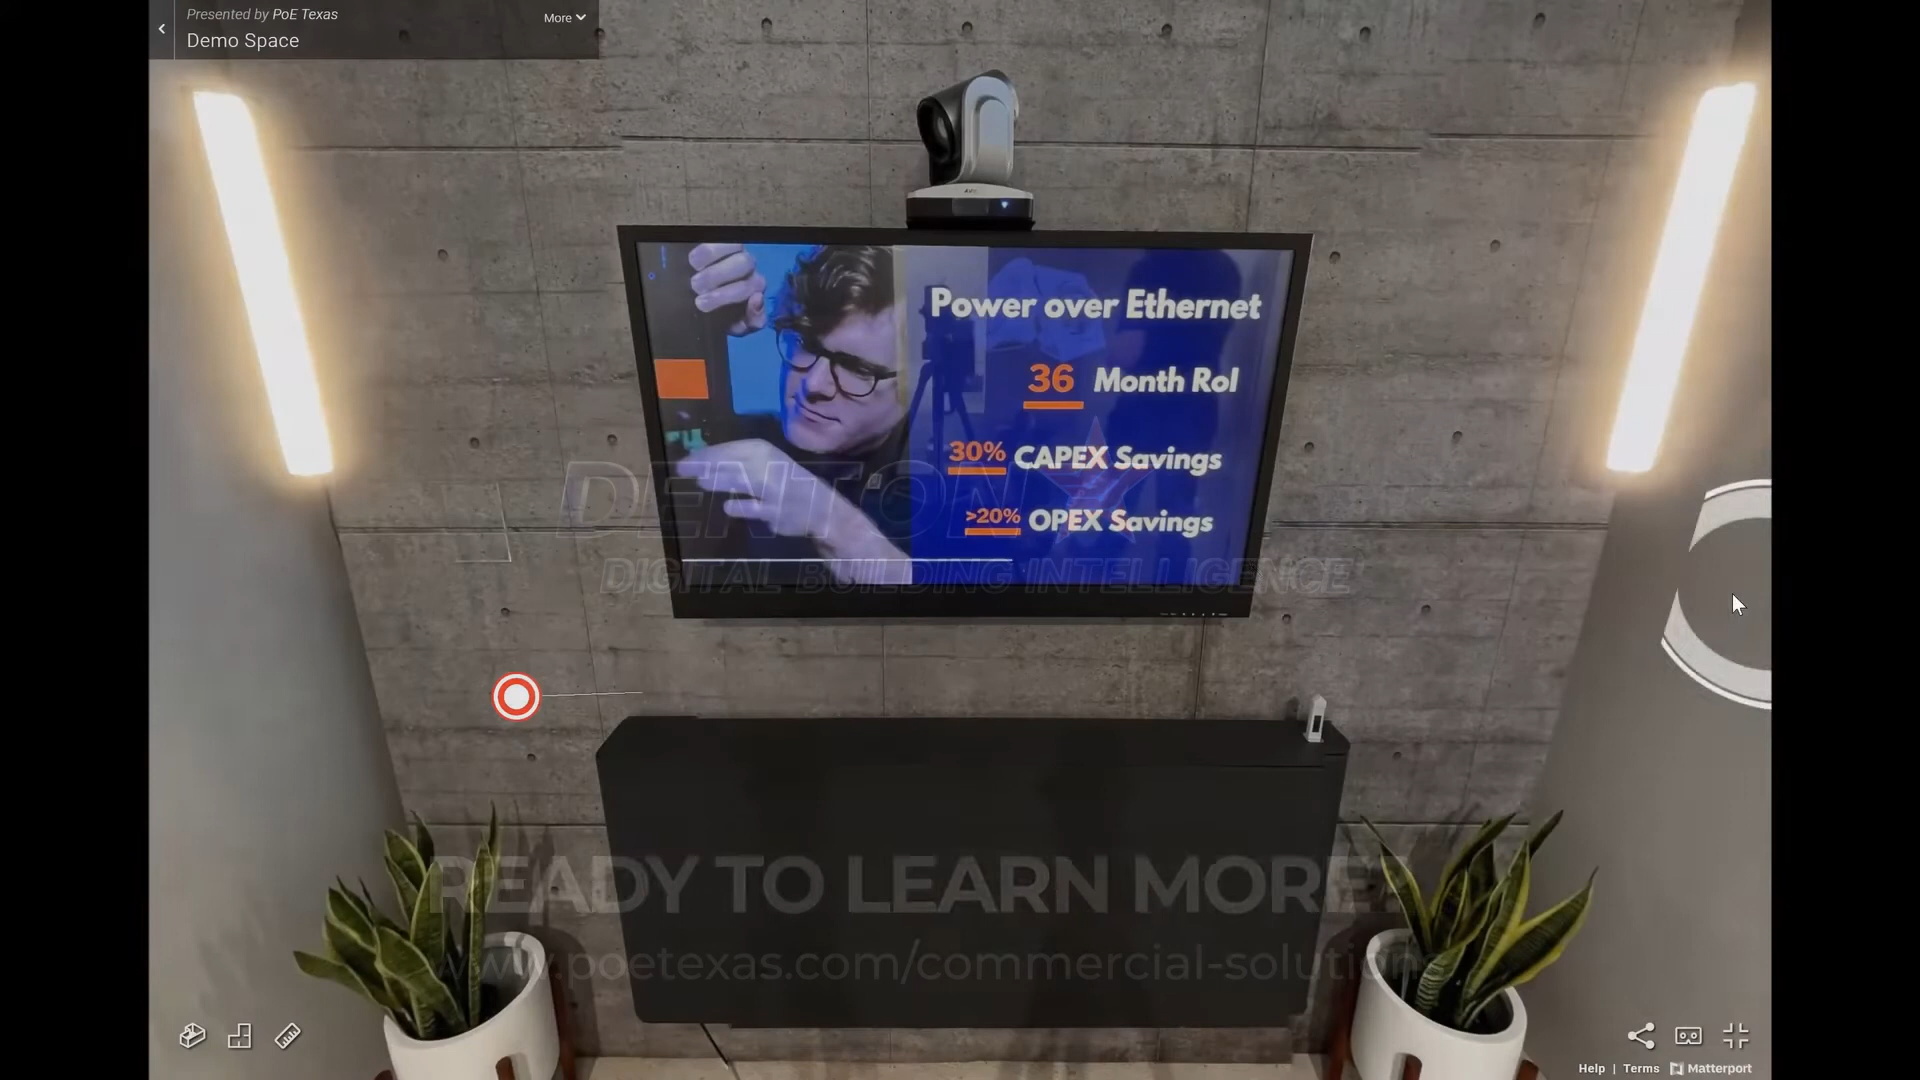 Presented by PoE Texas
More
Demo Space
Power over Ethernet
36 Month RoI
30% CAPEX Savings
>20% OPEX Savings
DENTON
DIGITAL BUILDING INTELLIGENCE
READY TO LEARN MORE?
www.poetexas.com/commercial-solutions
Help | Terms Matterport